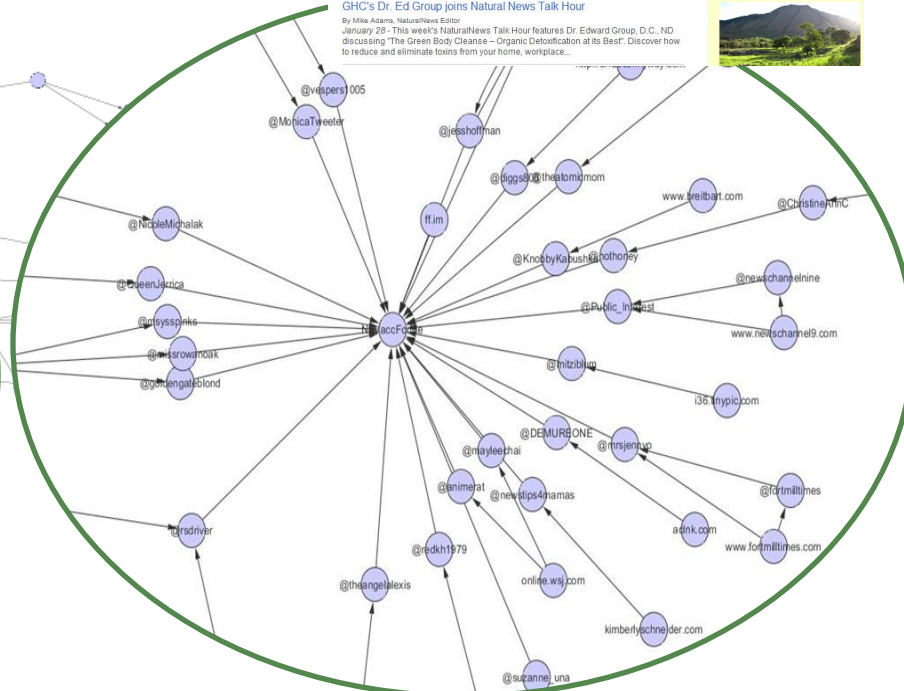 GHC's Dr. Ed Group joins Natural News Talk Hour
By Mike Adams, NaturalNews Editor
January 28 - This week's NaturalNews Talk Hour features Dr. Edward Group, D.C., ND
discussing "The Green Body Cleanse – Organic Detoxification at its Best". Discover how
to reduce and eliminate toxins from your home, workplace...
@vespers1005
@MonicaTweeter
@jesshoffman
@theatomicmom
www.breitbart.com
@ChristineAnnC
@NicoleMichalak
ff.im
@KnobbyKabushka
@hothoney
@QueenJerrica
@newschannelnine
@Public_Interest
@msysspinks
www.newschannel9.com
@missrowanoak
@mitziblum
@goldengateblond
i36.tinypic.com
@DEMUREONE
@mrsjennyp
@mayleechai
@animerat
@newstips4mamas
@fortmilltimes
@rsdriver
adnk.com
www.fortmilltimes.com
@redkh1979
@theangelalexis
online.wsj.com
kimberlyschneider.com
@suzanne_una